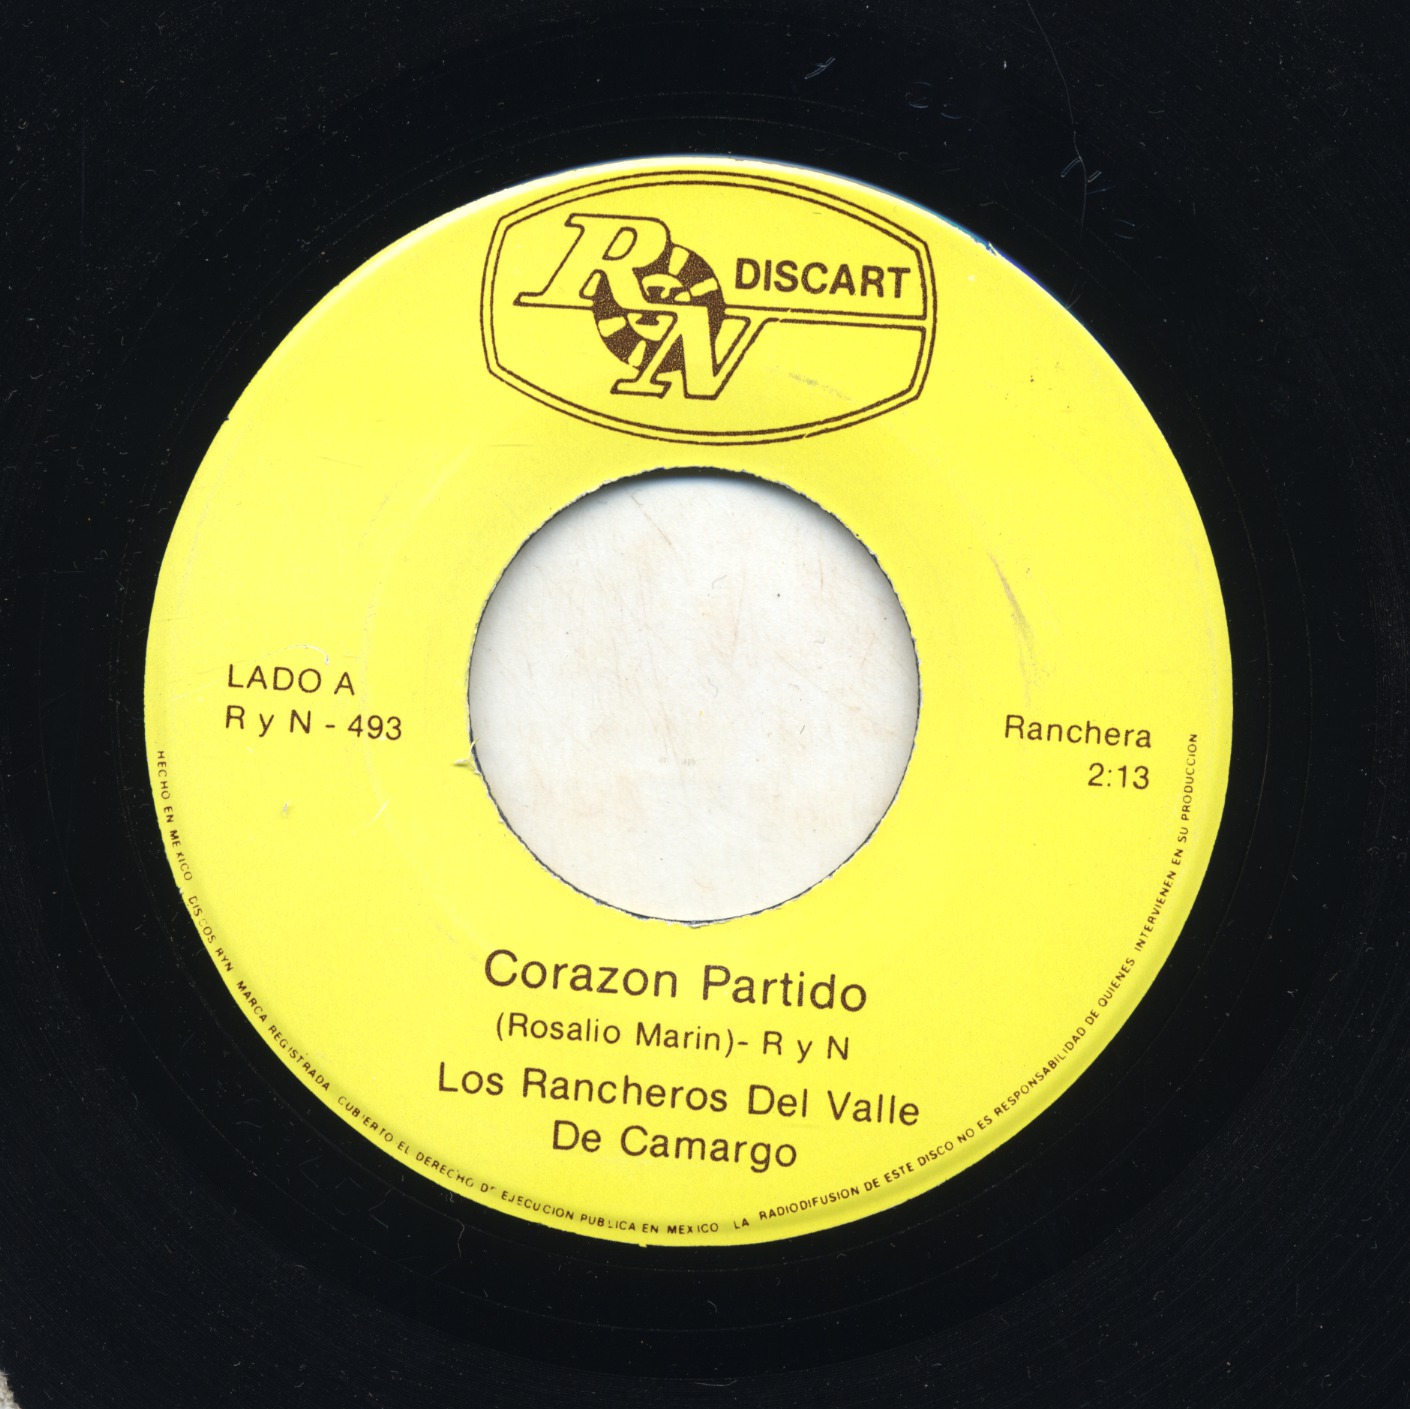 R y N DISCART
LADO A
R y N - 493
Ranchera
2:13
Corazon Partido
(Rosalio Marin)- R y N
Los Rancheros Del Valle
De Camargo
HECHO EN MEXICO DISCOS RYN MARCA REGISTRADA CUBIERTO EL DERECHO DE EJECUCION PUBLICA EN MEXICO LA RADIODIFUSION DE ESTE DISCO NO ES RESPONSABILIDAD DE QUIENES INTERVIENEN EN SU PRODUCCION